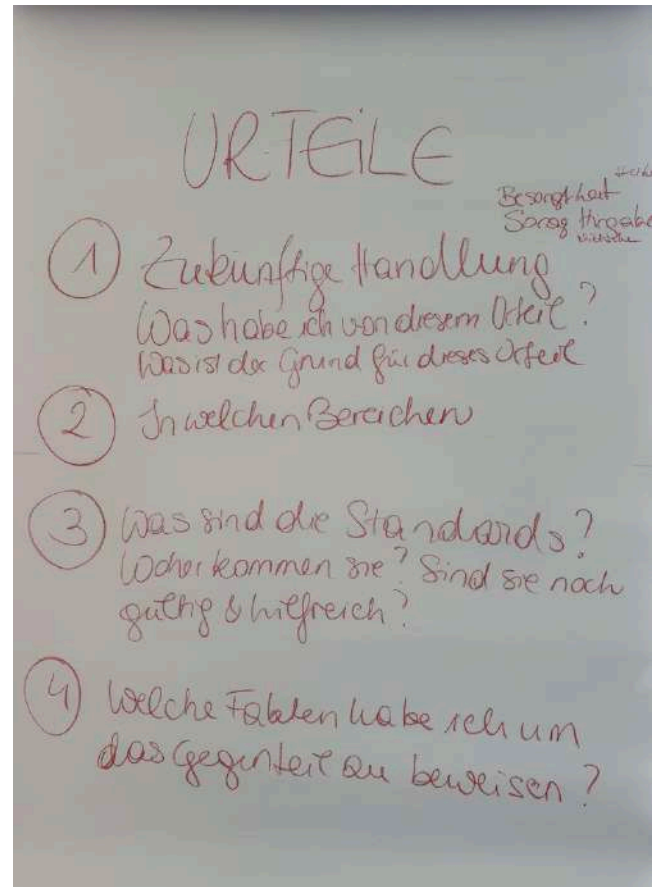 URTEILE
Besorgtheit
Sorge
① Zukünftige Handlung
Was habe ich von diesem Urteil?
Was ist der Grund für dieses Urteil
② In welchen Bereichen
③ Was sind die Standards?
Woher kommen sie? Sind sie noch
gültig & hilfreich?
④ Welche Fakten habe ich um
das Gegenteil zu beweisen?